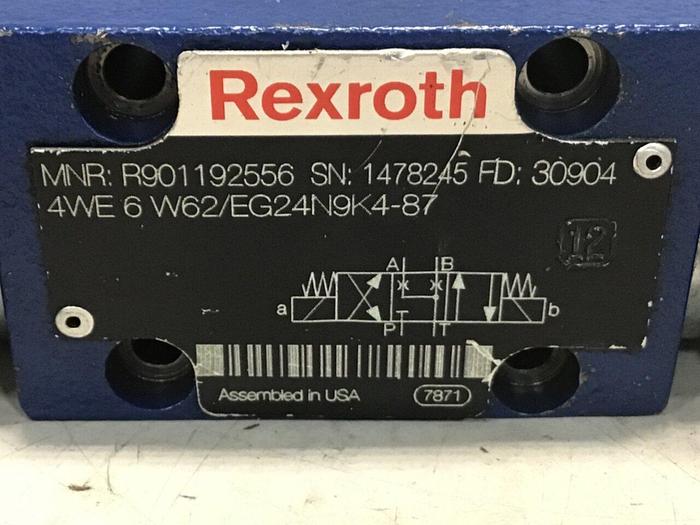 Rexroth
MNR: R901192556 SN: 1478245 FD: 30904
4WE 6 W62/EG24N9K4-87
12
A B
a b
P T
Assembled in USA 7871